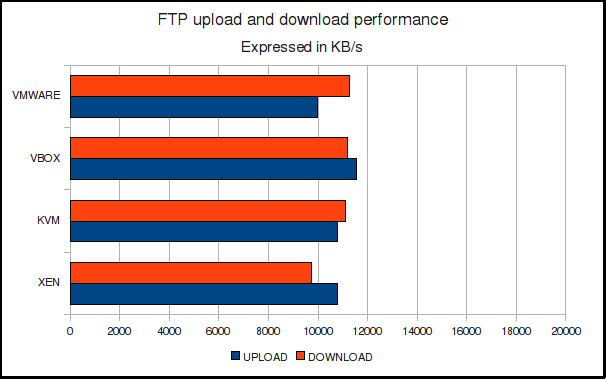 FTP upload and download performance
Expressed in KB/s
VMWARE
VBOX
KVM
XEN
0 2000 4000 6000 8000 10000 12000 14000 16000 18000 20000
UPLOAD DOWNLOAD